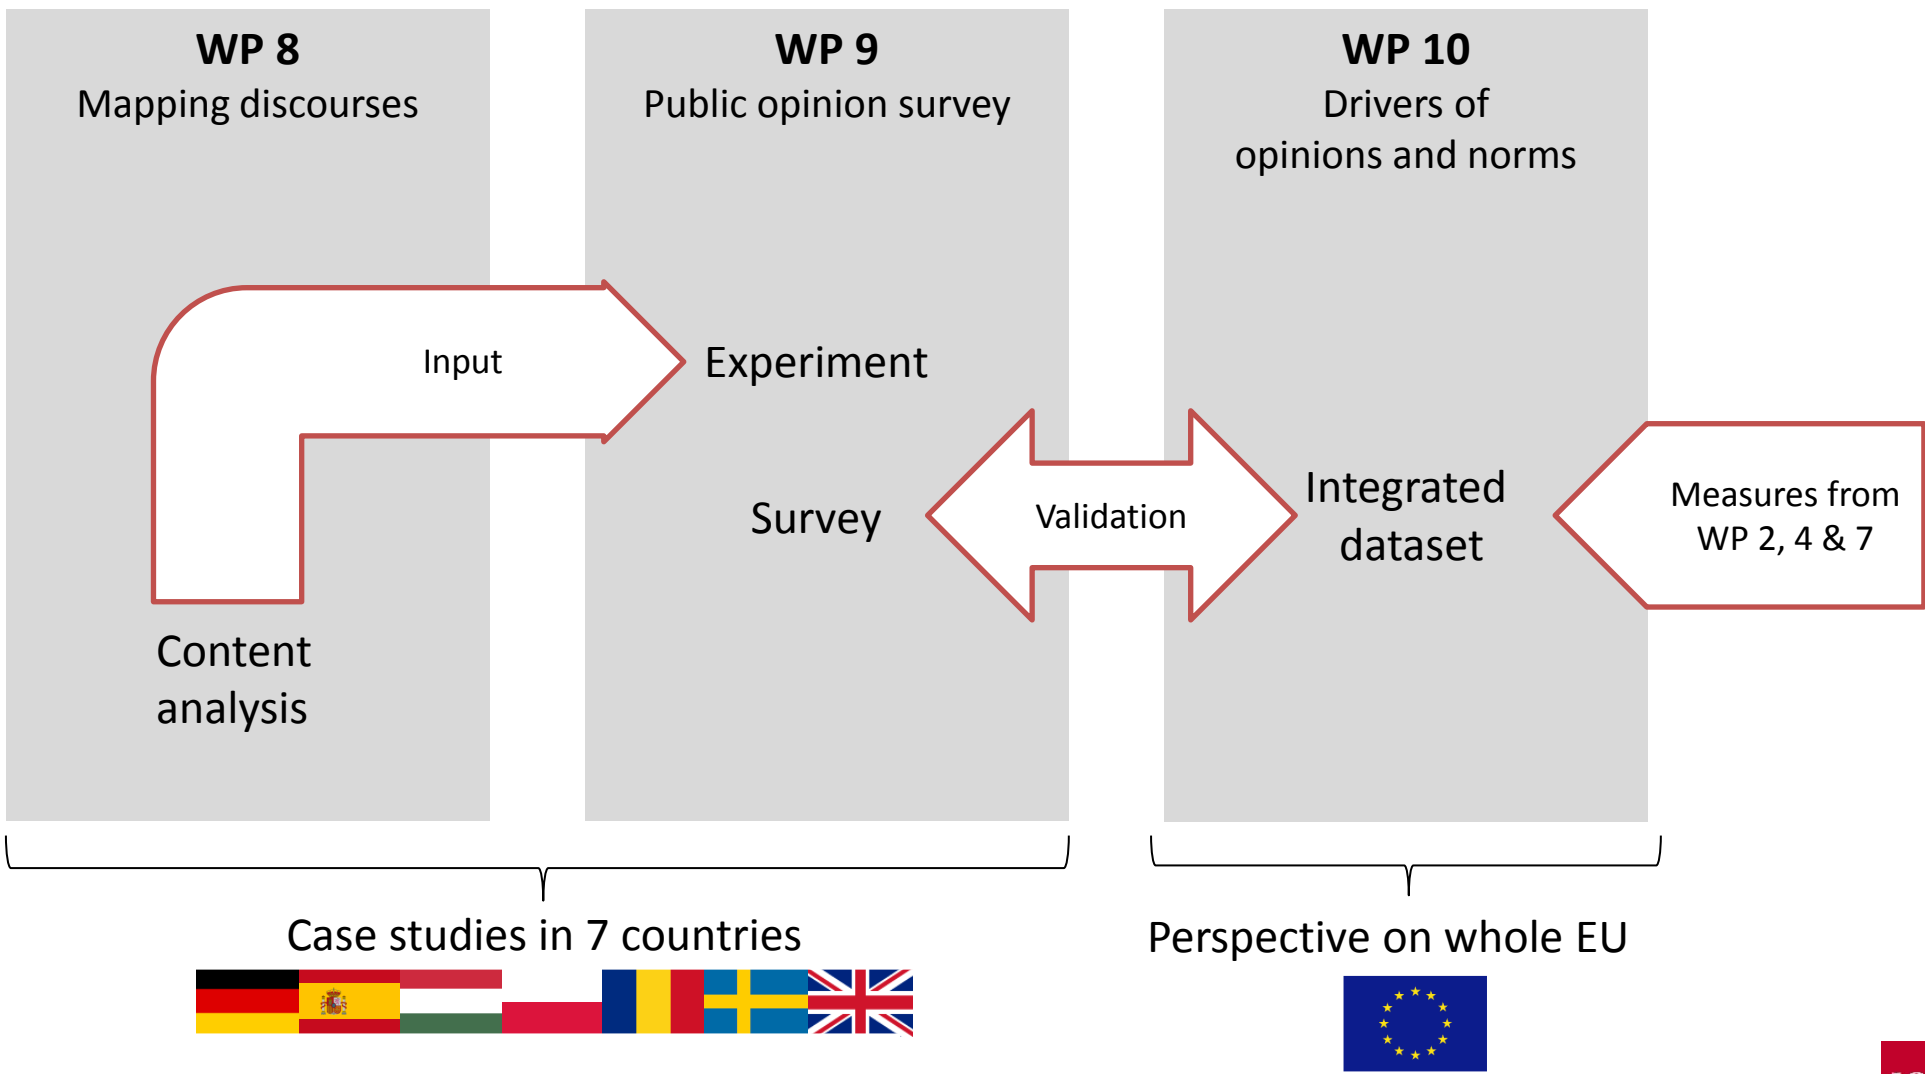 WP 8
Mapping discourses
WP 9
Public opinion survey
WP 10
Drivers of
opinions and norms
Input
Experiment
Survey
Validation
Integrated
dataset
Measures from
WP 2, 4 & 7
Content
analysis
Case studies in 7 countries
Perspective on whole EU